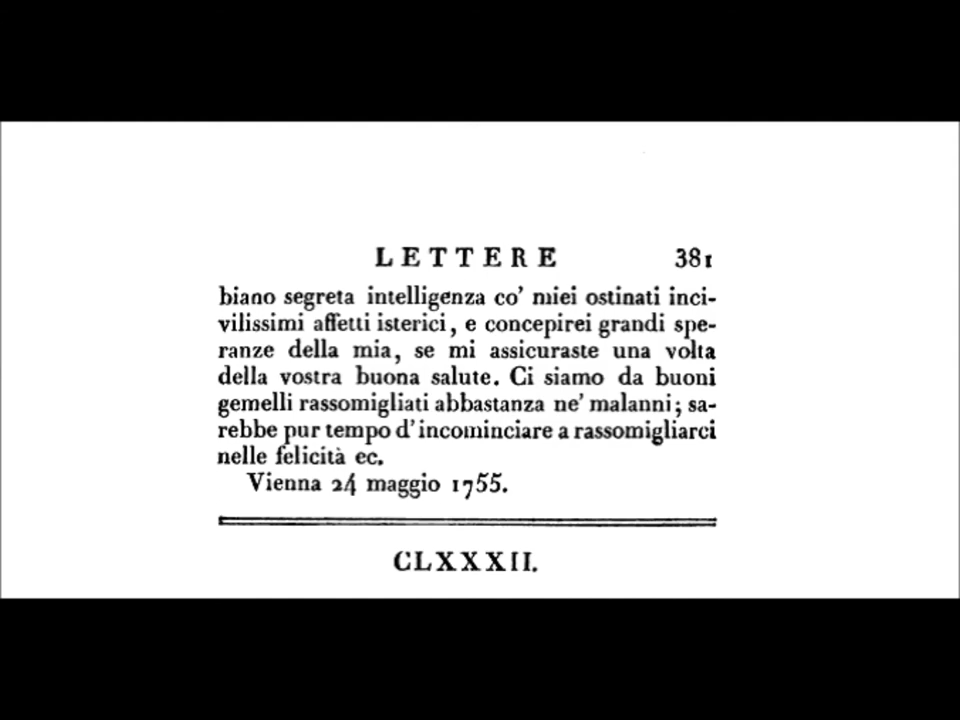 LETTERE 381
biano segreta intelligenza co' miei ostinati inci-
vilissimi affetti isterici, e concepirei grandi spe-
ranze della mia, se mi assicuraste una volta
della vostra buona salute. Ci siamo da buoni
gemelli rassomigliati abbastanza ne' malanni; sa-
rebbe pur tempo d'incominciare a rassomigliarci
nelle felicità ec.
Vienna 24 maggio 1755.
CLXXXII.